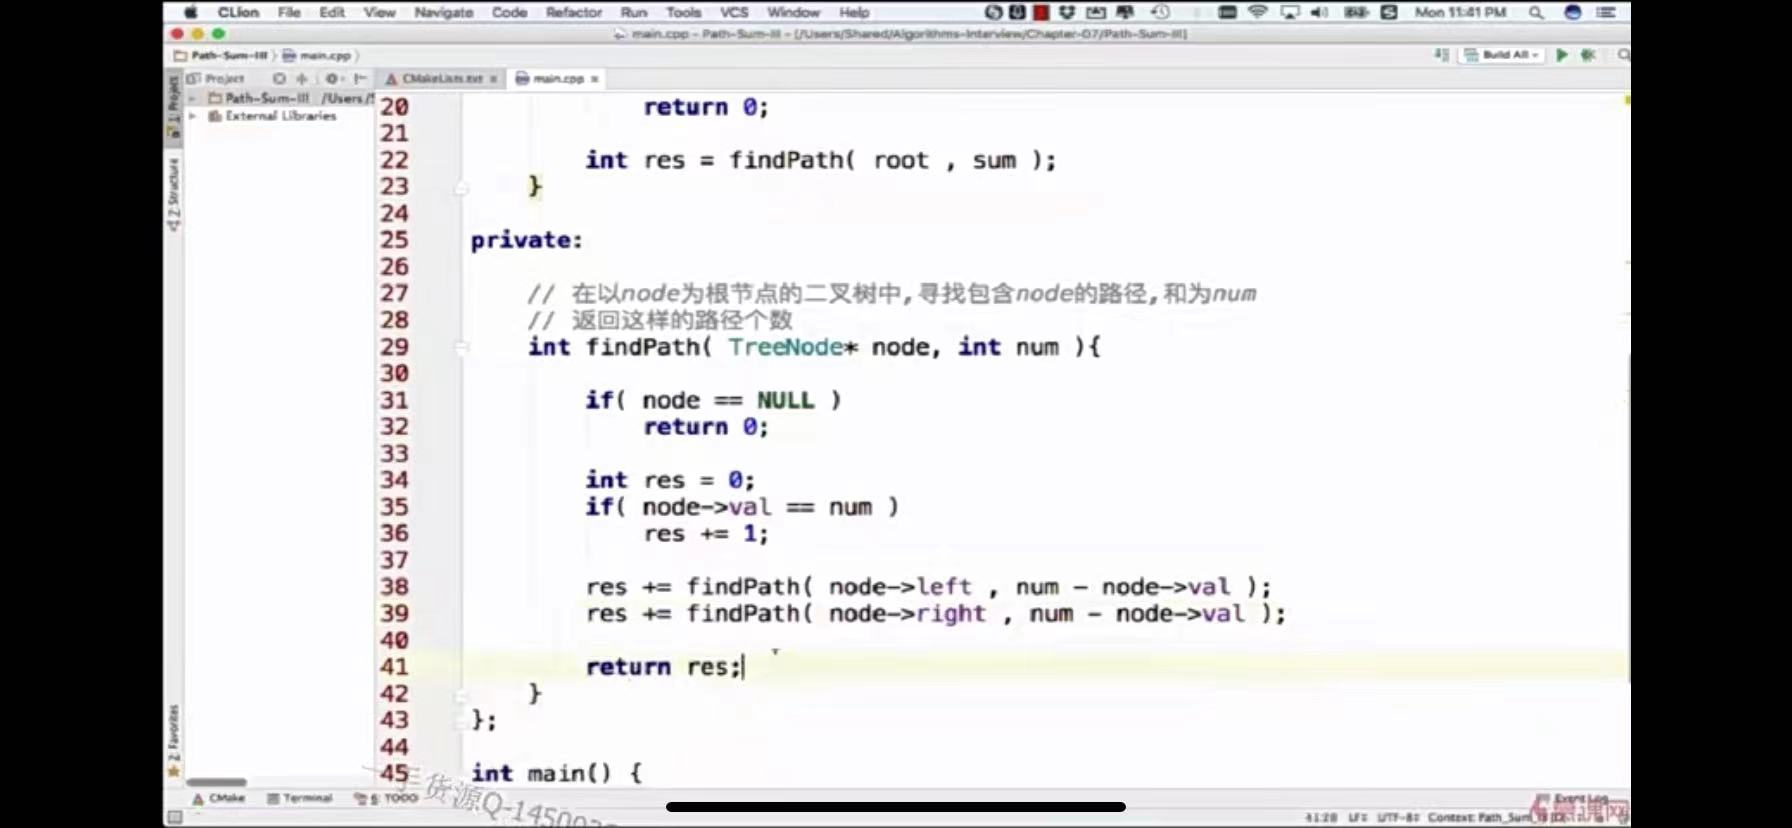 CLion File Edit View Navigate Code Refactor Run Tools VCS Window Help Mon 11:41 PM
main.cpp - Path-Sum-III - [/Users/Shared/Algorithms-Interview/Chapter-07/Path-Sum-III]
Path-Sum-III main.cpp Build All
Project CMakeLists.txt main.cpp
1: Project
Path-Sum-III /Users/
External Libraries
Z: Structure
2: Favorites
20 return 0;
21
22 int res = findPath( root , sum );
23 }
24
25 private:
26
27 // 在以node为根节点的二叉树中,寻找包含node的路径,和为num
28 // 返回这样的路径个数
29 int findPath( TreeNode* node, int num ){
30
31 if( node == NULL )
32 return 0;
33
34 int res = 0;
35 if( node->val == num )
36 res += 1;
37
38 res += findPath( node->left , num - node->val );
39 res += findPath( node->right , num - node->val );
40
41 return res;
42 }
43 };
44
45 int main() {
CMake Terminal 6: TODO Event Log
41:20 LF÷ UTF-8÷ Context: Path_Sum_
货源Q-145003
慕课网